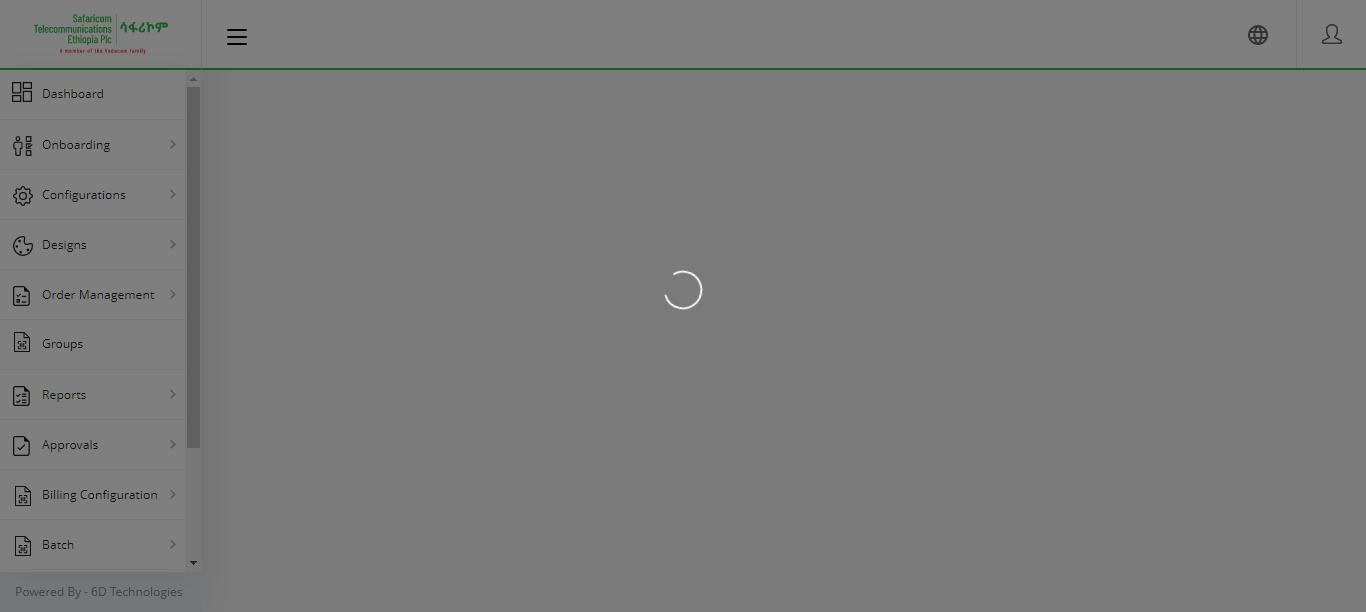 Safaricom
Telecommunications
Ethiopia Plc
ሳፋሪኮም
A member of the Vodacom family
Dashboard
Onboarding
Configurations
Designs
Order Management
Groups
Reports
Approvals
Billing Configuration
Batch
Powered By - 6D Technologies